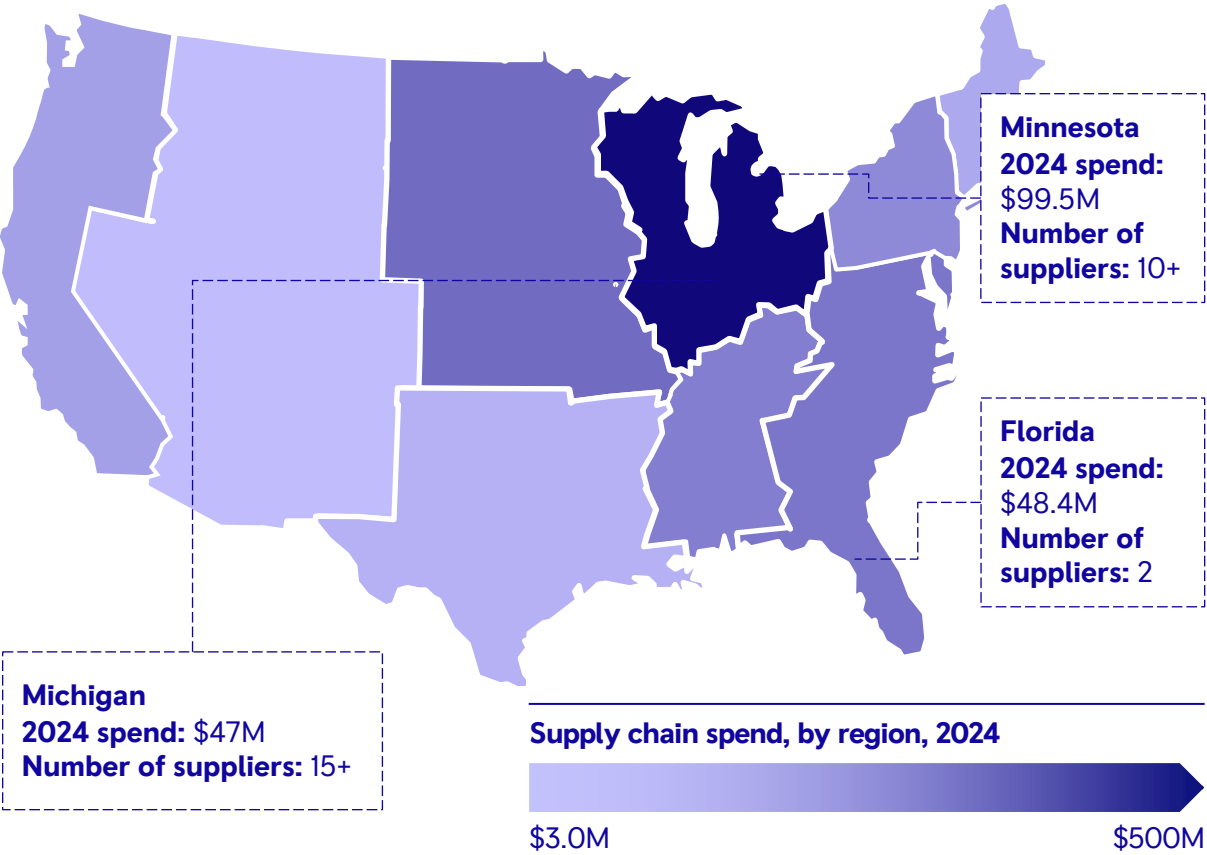 Minnesota
2024 spend:
$99.5M
Number of
suppliers: 10+
Florida
2024 spend:
$48.4M
Number of
suppliers: 2
Michigan
2024 spend: $47M
Number of suppliers: 15+
Supply chain spend, by region, 2024
$3.0M
$500M